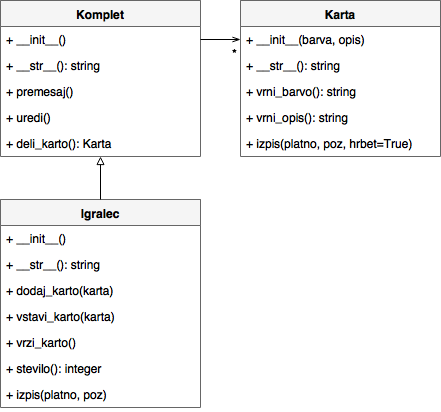 Komplet
+ __init__()
+ __str__(): string
+ premesaj()
+ uredi()
+ deli_karto(): Karta
*
Karta
+ __init__(barva, opis)
+ __str__(): string
+ vrni_barvo(): string
+ vrni_opis(): string
+ izpis(platno, poz, hrbet=True)
Igralec
+ __init__()
+ __str__(): string
+ dodaj_karto(karta)
+ vstavi_karto(karta)
+ vrzi_karto()
+ stevilo(): integer
+ izpis(platno, poz)